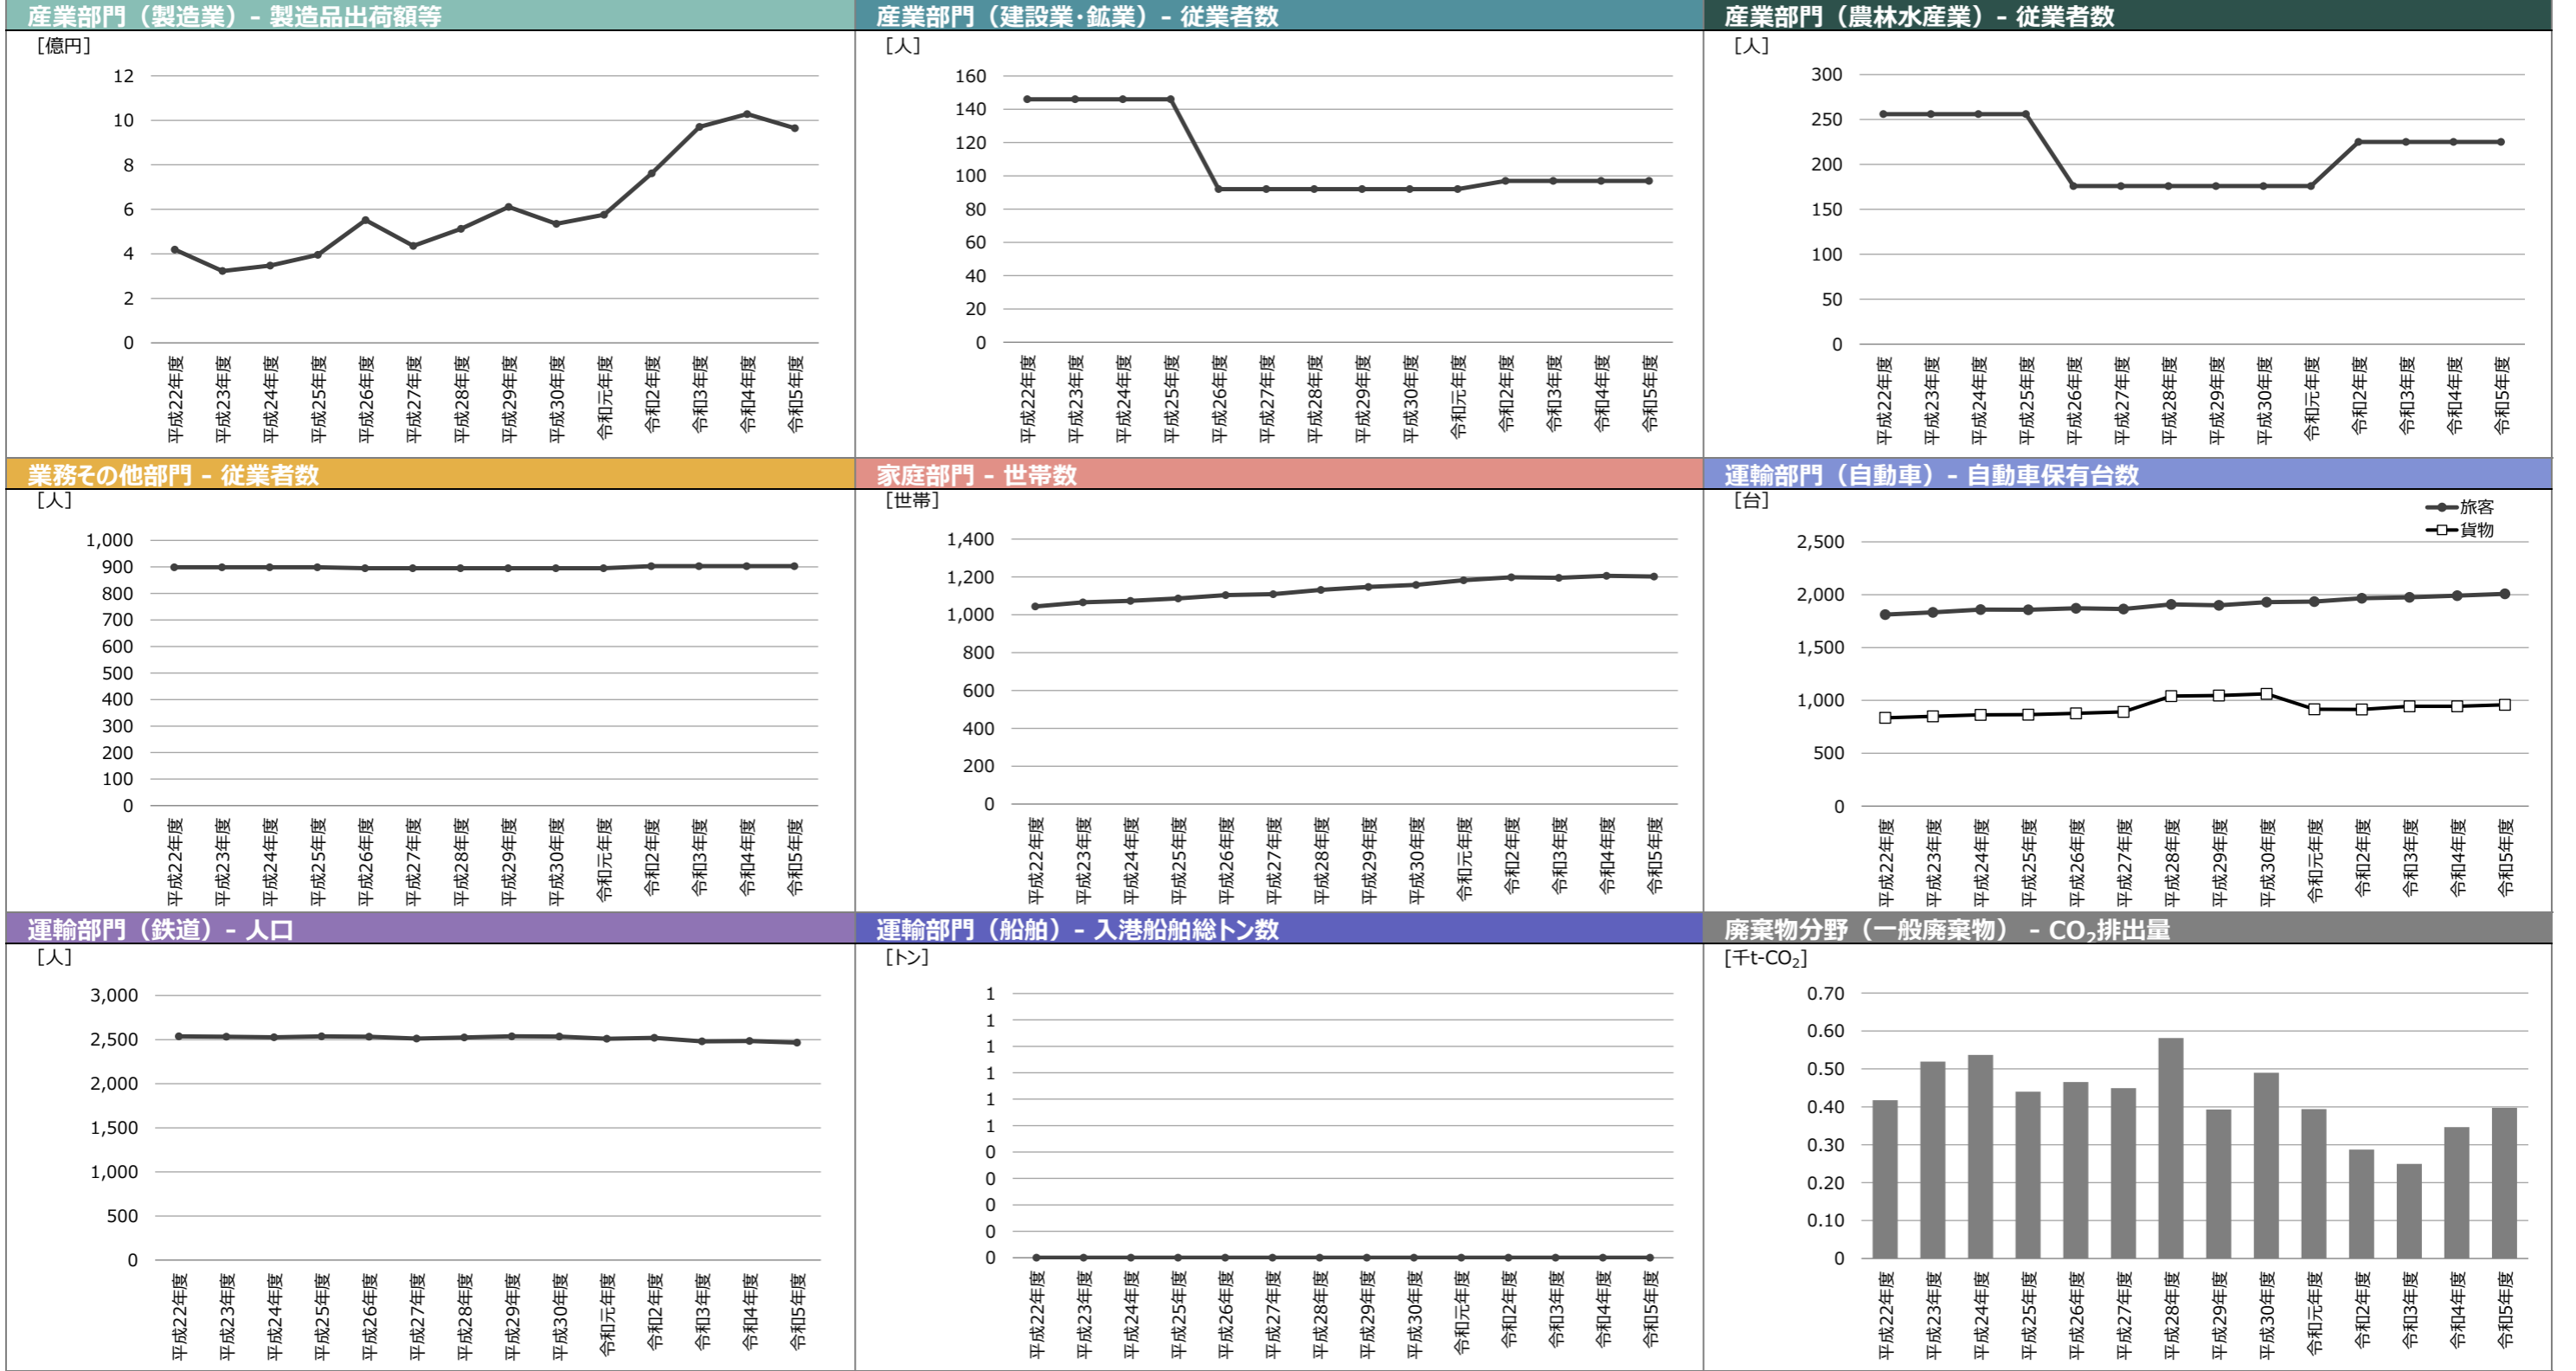 産業部門（製造業）- 製造品出荷額等
[億円]
12
10
8
6
4
2
0
平成22年度
平成23年度
平成24年度
平成25年度
平成26年度
平成27年度
平成28年度
平成29年度
平成30年度
令和元年度
令和2年度
令和3年度
令和4年度
令和5年度
産業部門（建設業･鉱業）- 従業者数
[人]
160
140
120
100
80
60
40
20
0
平成22年度
平成23年度
平成24年度
平成25年度
平成26年度
平成27年度
平成28年度
平成29年度
平成30年度
令和元年度
令和2年度
令和3年度
令和4年度
令和5年度
産業部門（農林水産業）- 従業者数
[人]
300
250
200
150
100
50
0
平成22年度
平成23年度
平成24年度
平成25年度
平成26年度
平成27年度
平成28年度
平成29年度
平成30年度
令和元年度
令和2年度
令和3年度
令和4年度
令和5年度
業務その他部門 - 従業者数
[人]
1,000
900
800
700
600
500
400
300
200
100
0
平成22年度
平成23年度
平成24年度
平成25年度
平成26年度
平成27年度
平成28年度
平成29年度
平成30年度
令和元年度
令和2年度
令和3年度
令和4年度
令和5年度
家庭部門 - 世帯数
[世帯]
1,400
1,200
1,000
800
600
400
200
0
平成22年度
平成23年度
平成24年度
平成25年度
平成26年度
平成27年度
平成28年度
平成29年度
平成30年度
令和元年度
令和2年度
令和3年度
令和4年度
令和5年度
運輸部門（自動車）- 自動車保有台数
[台]
旅客
貨物
2,500
2,000
1,500
1,000
500
0
平成22年度
平成23年度
平成24年度
平成25年度
平成26年度
平成27年度
平成28年度
平成29年度
平成30年度
令和元年度
令和2年度
令和3年度
令和4年度
令和5年度
運輸部門（鉄道）- 人口
[人]
3,000
2,500
2,000
1,500
1,000
500
0
平成22年度
平成23年度
平成24年度
平成25年度
平成26年度
平成27年度
平成28年度
平成29年度
平成30年度
令和元年度
令和2年度
令和3年度
令和4年度
令和5年度
運輸部門（船舶）- 入港船舶総トン数
[トン]
1
1
1
1
1
1
0
0
0
0
0
平成22年度
平成23年度
平成24年度
平成25年度
平成26年度
平成27年度
平成28年度
平成29年度
平成30年度
令和元年度
令和2年度
令和3年度
令和4年度
令和5年度
廃棄物分野（一般廃棄物） - CO₂排出量
[千t-CO₂]
0.70
0.60
0.50
0.40
0.30
0.20
0.10
0
平成22年度
平成23年度
平成24年度
平成25年度
平成26年度
平成27年度
平成28年度
平成29年度
平成30年度
令和元年度
令和2年度
令和3年度
令和4年度
令和5年度